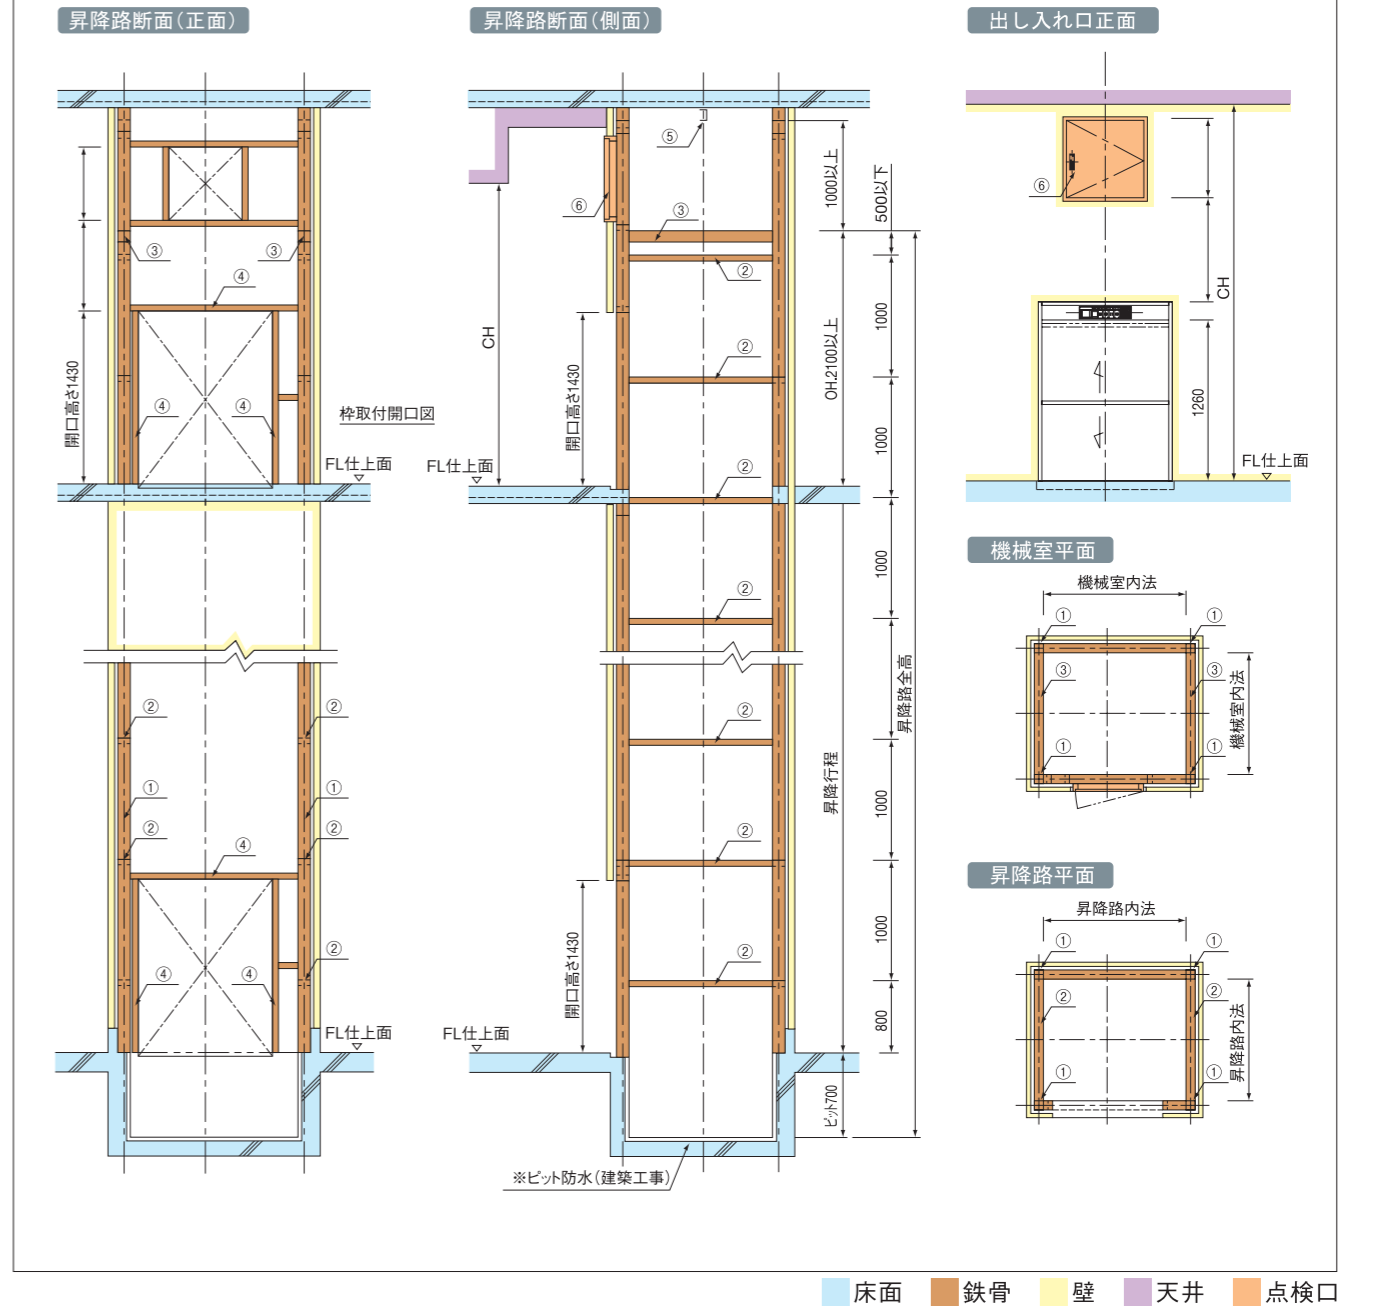 昇降路断面（正面）
③
③
④
開口高さ1430
④
④
枠取付開口図
FL仕上面
②
②
①
①
②
②
④
②
④
④
FL仕上面
昇降路断面（側面）
⑤
⑥
③
②
1000以上
500以下
CH
開口高さ1430
OH.2100以上
1000
②
1000
②
FL仕上面
1000
②
昇降路全高
②
昇降行程
1000
②
1000
②
開口高さ1430
800
FL仕上面
ピット700
※ピット防水（建築工事）
出し入れ口正面
⑥
CH
1260
FL仕上面
機械室平面
機械室内法
①
①
③
③
機械室内法
①
①
昇降路平面
昇降路内法
①
①
②
②
昇降路内法
①
①
床面
鉄骨
壁
天井
点検口